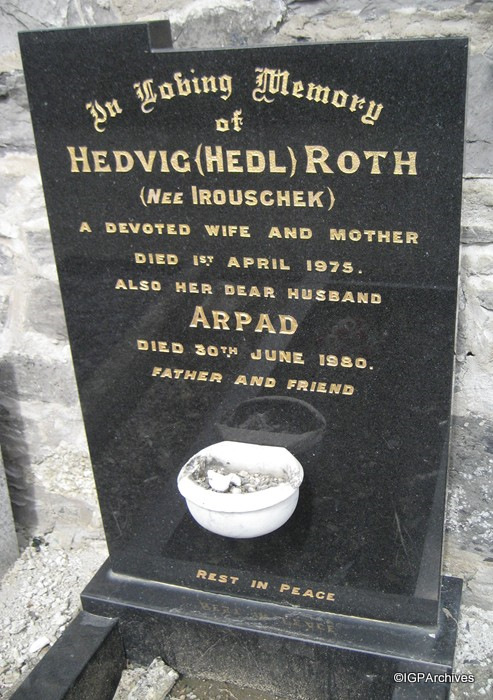 In Loving Memory
of
HEDVIG (HEDL) ROTH
(NEE IROUSCHEK)
A DEVOTED WIFE AND MOTHER
DIED 1ST. APRIL 1975.
ALSO HER DEAR HUSBAND
ARPAD
DIED 30TH JUNE 1980.
FATHER AND FRIEND
REST IN PEACE
©IGPArchives